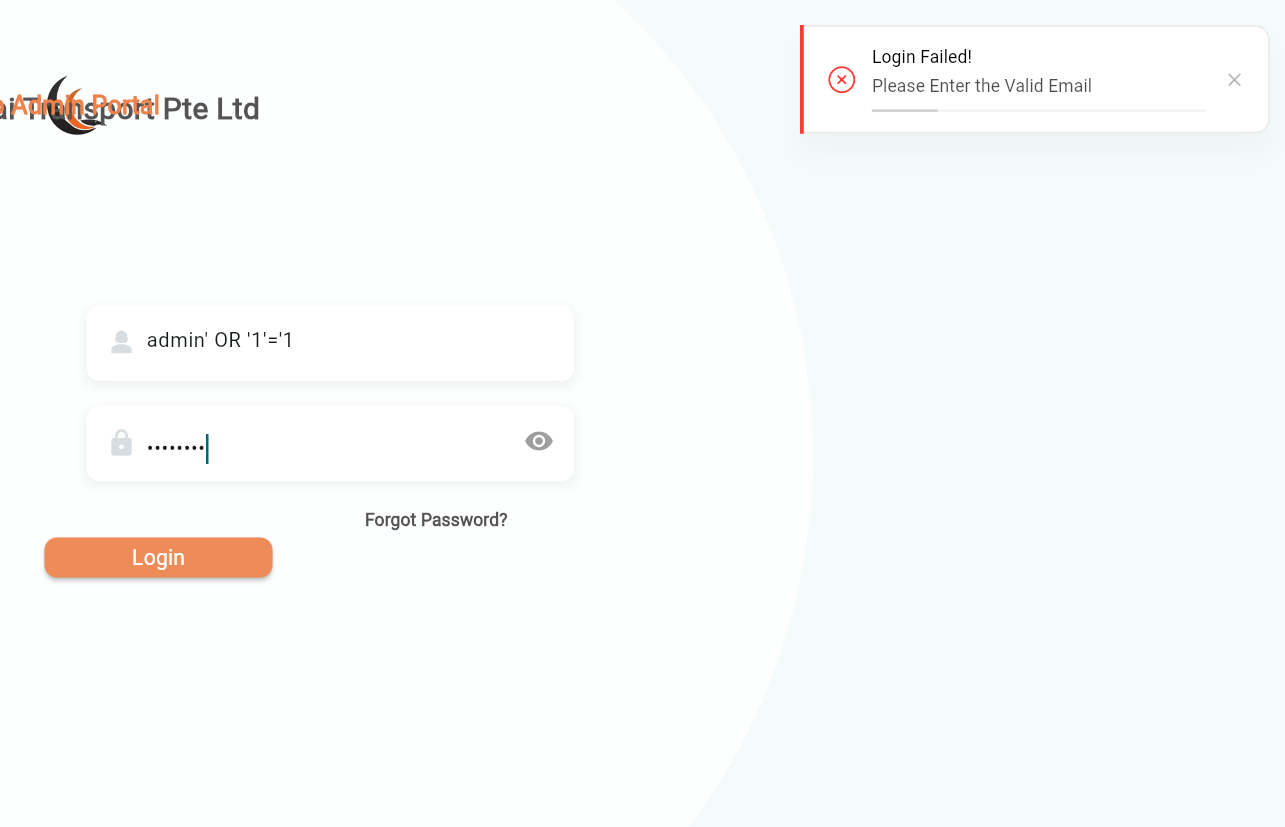 Login Failed!
Please Enter the Valid Email
Admin Portal
Transport Pte Ltd
admin' OR '1'='1
Forgot Password?
Login